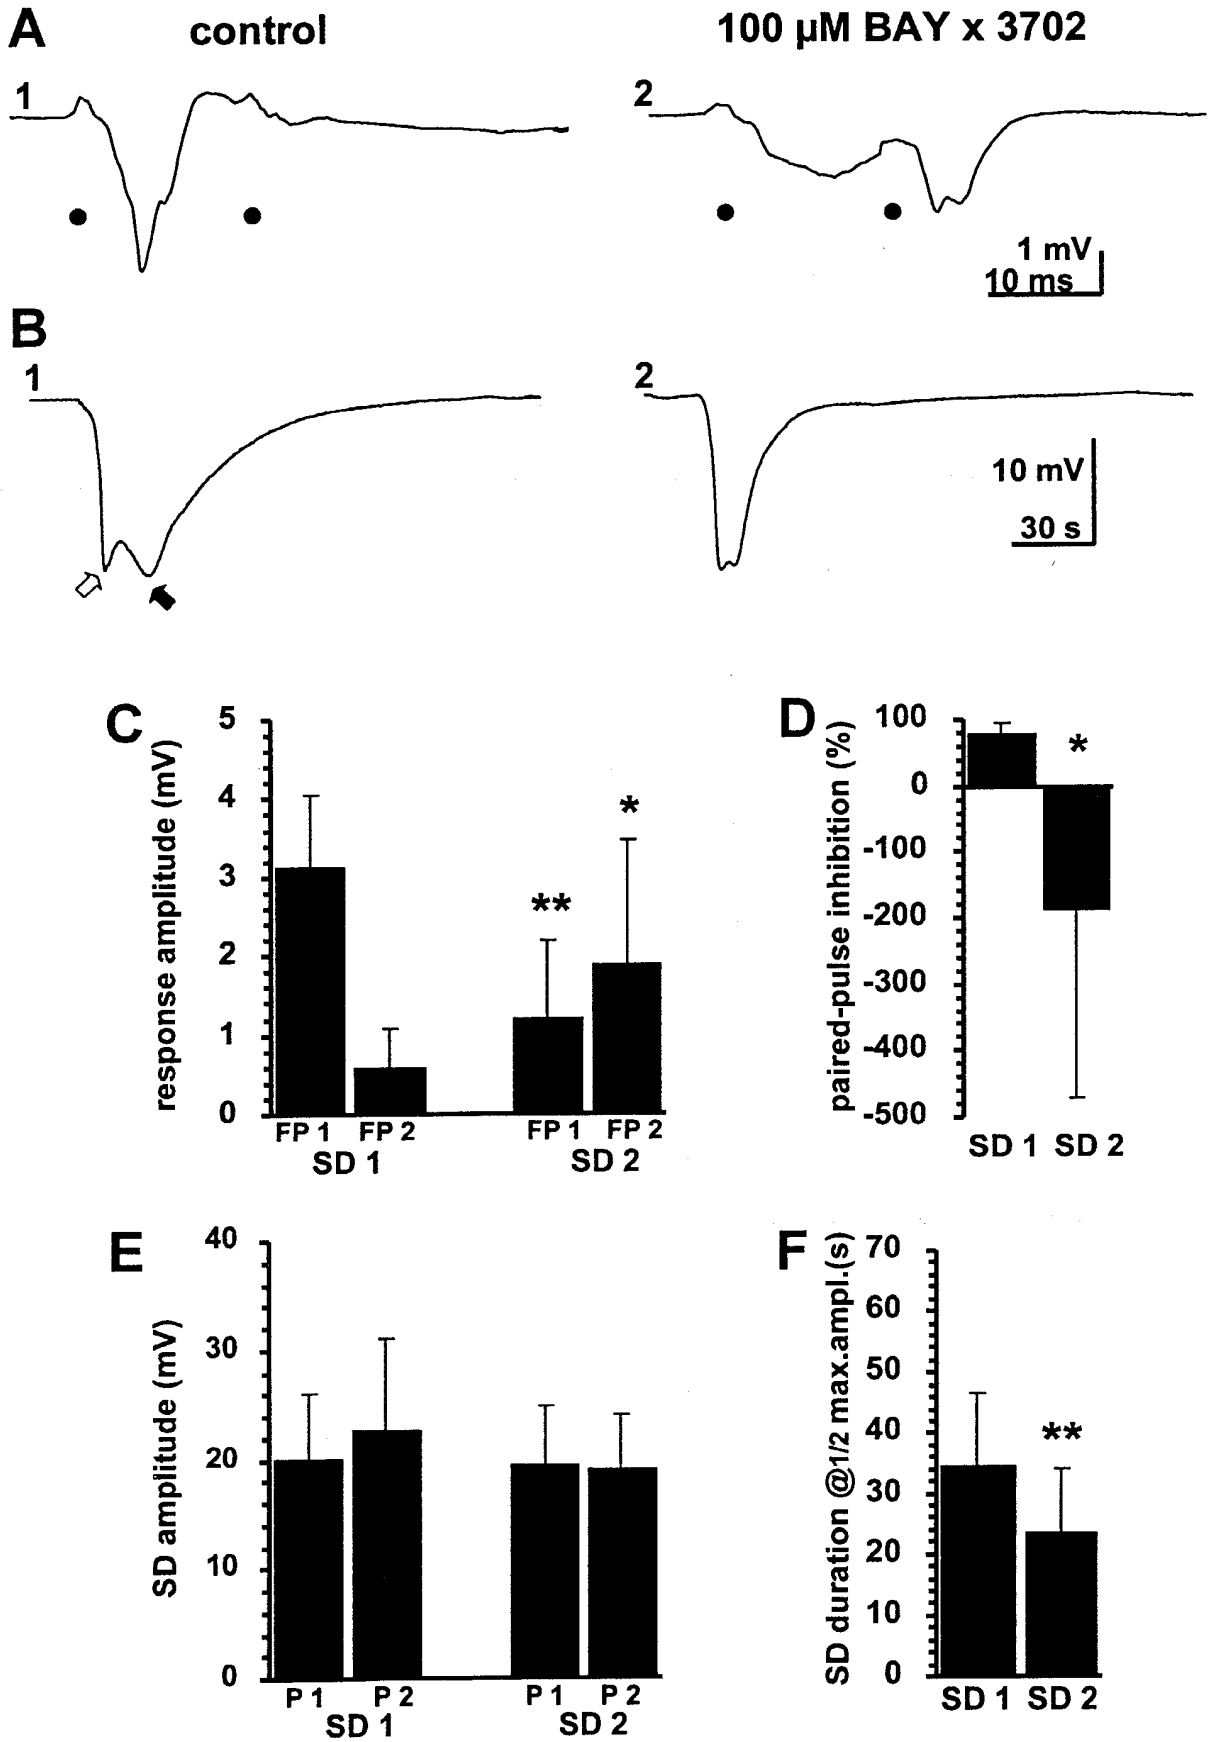 A
control
100 µM BAY x 3702
1
2
1 mV
10 ms
B
1
2
10 mV
30 s
C
response amplitude (mV)
5
4
3
2
1
0
**
*
FP 1
FP 2
FP 1
FP 2
SD 1
SD 2
D
paired-pulse inhibition (%)
100
0
-100
-200
-300
-400
-500
*
SD 1
SD 2
E
SD amplitude (mV)
40
30
20
10
0
P 1
P 2
P 1
P 2
SD 1
SD 2
F
SD duration @1/2 max.ampl.(s)
70
60
50
40
30
20
10
0
**
SD 1
SD 2